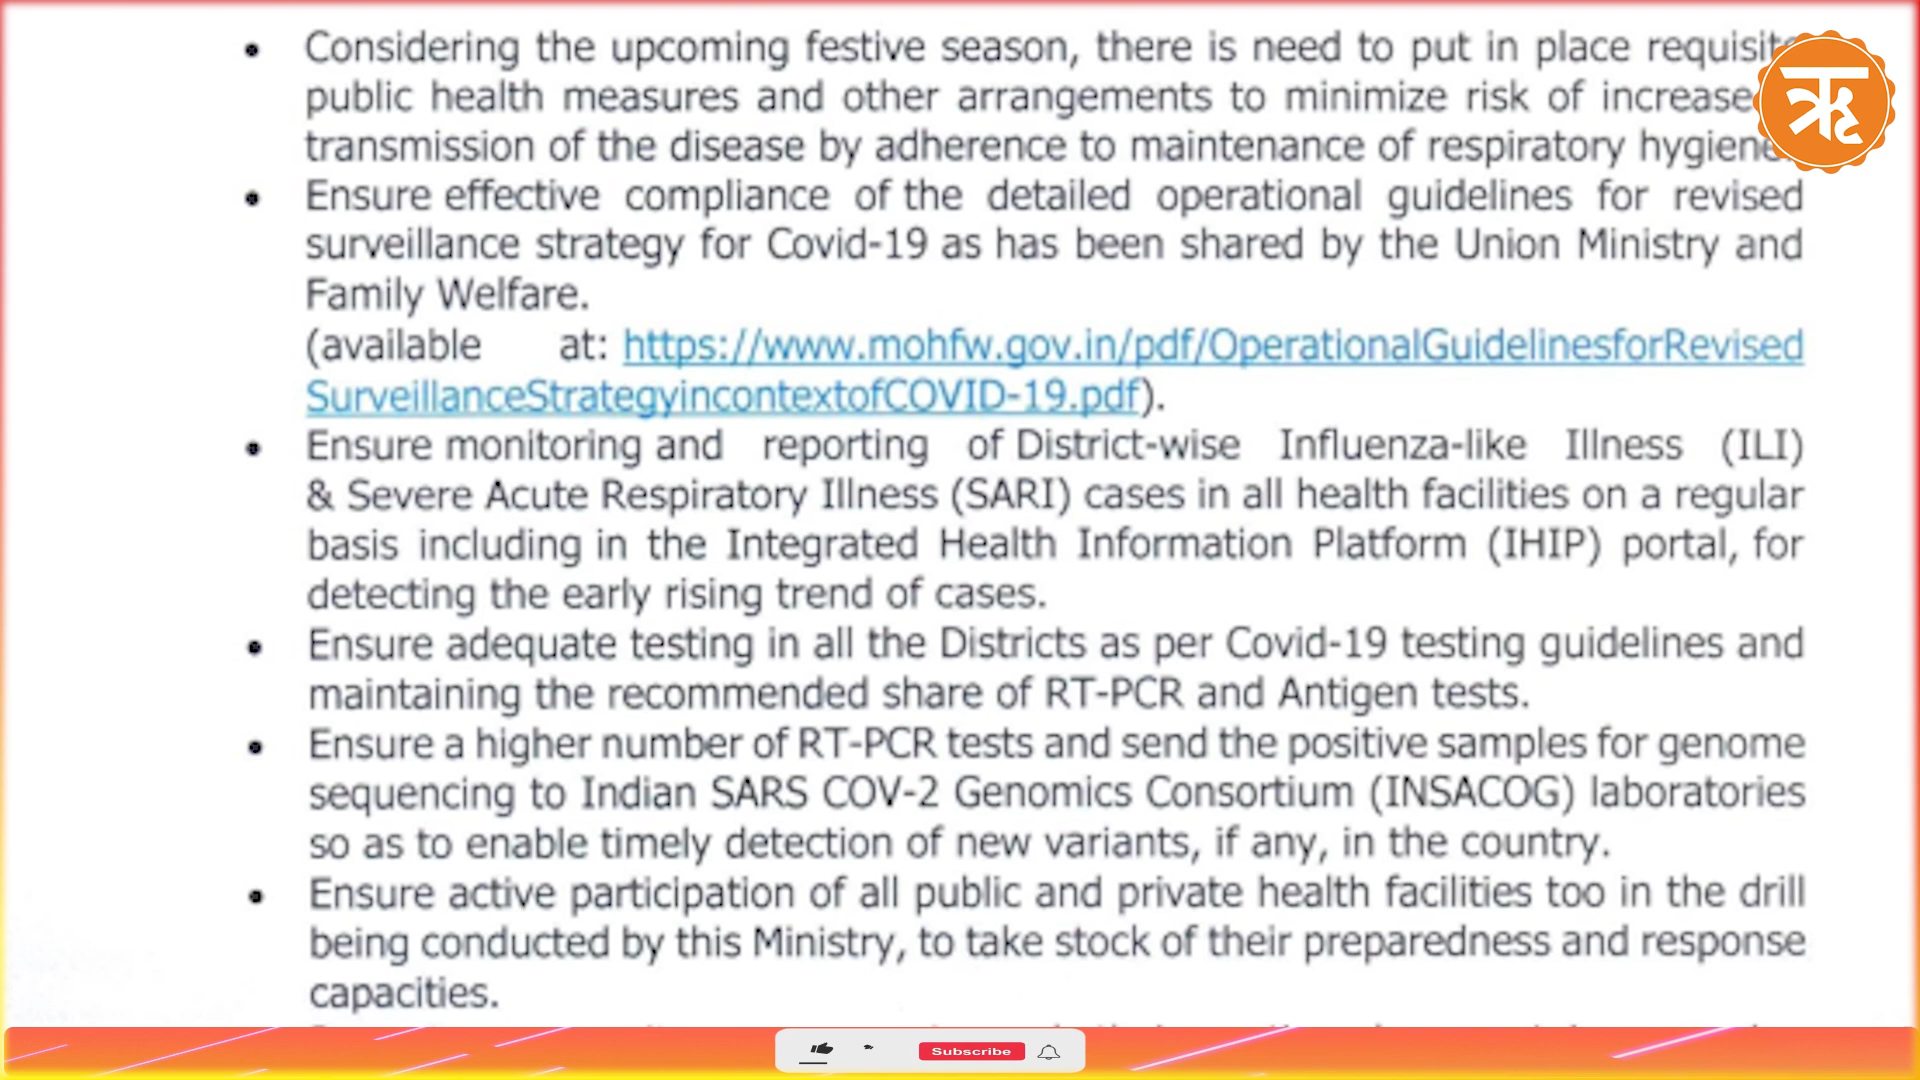 • Considering the upcoming festive season, there is need to put in place requisite
public health measures and other arrangements to minimize risk of increase
transmission of the disease by adherence to maintenance of respiratory hygiene
• Ensure effective compliance of the detailed operational guidelines for revised
surveillance strategy for Covid-19 as has been shared by the Union Ministry and
Family Welfare.
(available at: https://www.mohfw.gov.in/pdf/OperationalGuidelinesforRevised
SurveillanceStrategyincontextofCOVID-19.pdf).
• Ensure monitoring and reporting of District-wise Influenza-like Illness (ILI)
& Severe Acute Respiratory Illness (SARI) cases in all health facilities on a regular
basis including in the Integrated Health Information Platform (IHIP) portal, for
detecting the early rising trend of cases.
• Ensure adequate testing in all the Districts as per Covid-19 testing guidelines and
maintaining the recommended share of RT-PCR and Antigen tests.
• Ensure a higher number of RT-PCR tests and send the positive samples for genome
sequencing to Indian SARS COV-2 Genomics Consortium (INSACOG) laboratories
so as to enable timely detection of new variants, if any, in the country.
• Ensure active participation of all public and private health facilities too in the drill
being conducted by this Ministry, to take stock of their preparedness and response
capacities.
ऋ
Subscribe